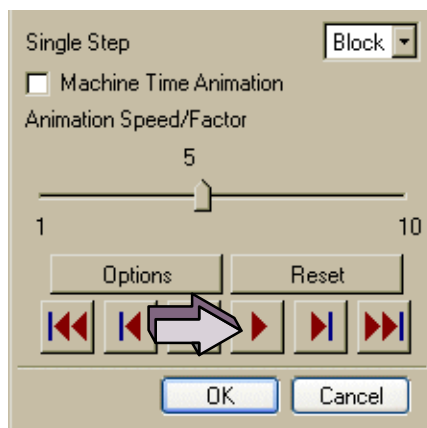 Single Step Block
Machine Time Animation
Animation Speed/Factor
5
1 10
Options Reset
OK Cancel